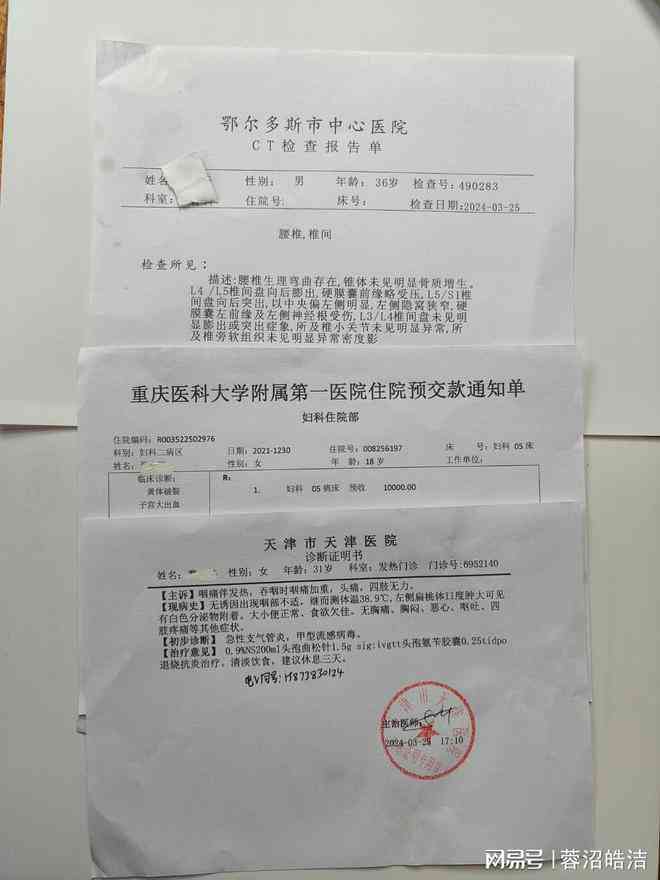 鄂尔多斯市中心医院
CT检查报告单
姓名 性别： 男 年龄： 36岁 检查号：490283
科室： 住院号： 床号： 检查日期：2024-03-25
腰椎,椎间
检查所见：
描述:腰椎生理弯曲存在,锥体未见明显骨质增生。
L4 /L5椎间盘向后膨出,硬膜囊前缘略受压,L5/S1椎
间盘向后突出,以中央偏左侧明显,左侧隐窝狭窄,硬
膜囊左前缘及左侧神经根受伤,L3/L4椎间盘未见明
显膨出或突出症象,所及椎小关节未见明显异常,所
及椎旁软组织未见明显异常密度影
重庆医科大学附属第一医院住院预交款通知单
妇科住院部
住院编码：R003522502976
科别：妇科二病区 日期：2021-1230 住院号：008256197 床 号：妇科 05 床
姓名： 性别：女 年 龄：18岁 工作单位：
临床诊断： R：
黄体破裂 1. 妇科 05 病床 预收 10000.00
子宫大出血
天津市天津医院
诊断证明书
姓名： 性别：女 年龄：31岁 科室：发热门诊 门诊号:6952140
【主诉】咽痛伴发热，吞咽时咽痛加重，头痛，四肢无力。
【现病史】无诱因出现咽部不适，继而测体温38.9℃,左侧扁桃体II度肿大可见
有白色分泌物附着。大小便正常、食欲欠佳。无胸痛、胸闷、恶心、呕吐、四
肢疼痛等其他症状。
【初步诊断】 急性支气管炎，甲型流感病毒。
【治疗意见】 0.9%NS200ml头孢曲松针1.5g sig:ivgtt头孢氨苄胶囊0.25tidpo
退烧抗炎治疗。清淡饮食，建议休息三天。
主治医师：
2024-03-25 17:10
网易号 | 蓉沼皓洁